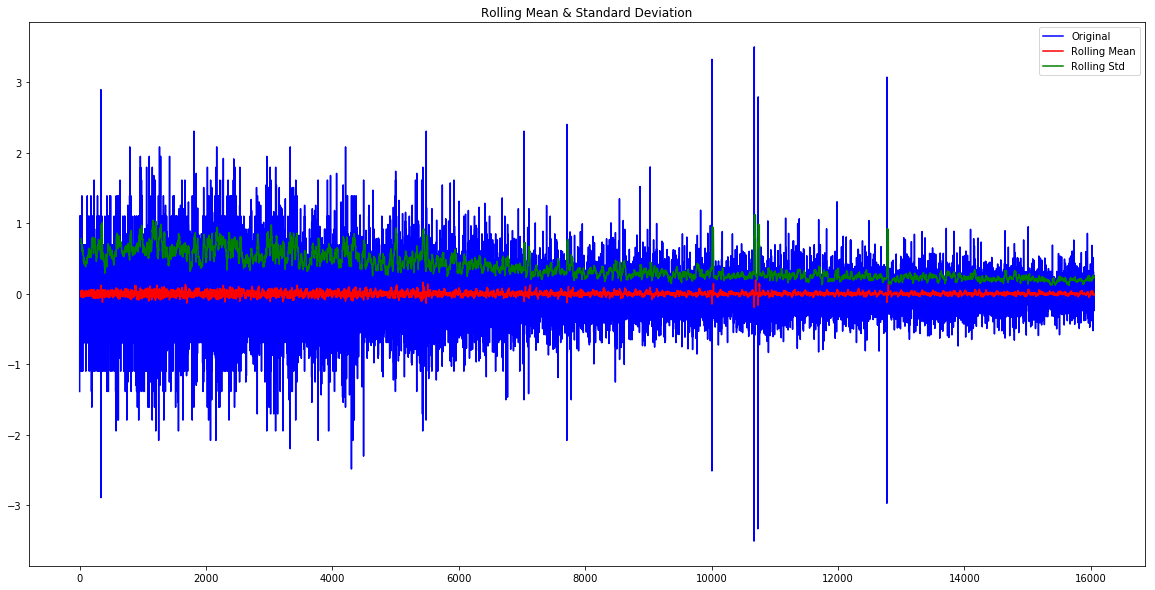 Rolling Mean & Standard Deviation
Original
Rolling Mean
Rolling Std
3
2
1
0
−1
−2
−3
0 2000 4000 6000 8000 10000 12000 14000 16000